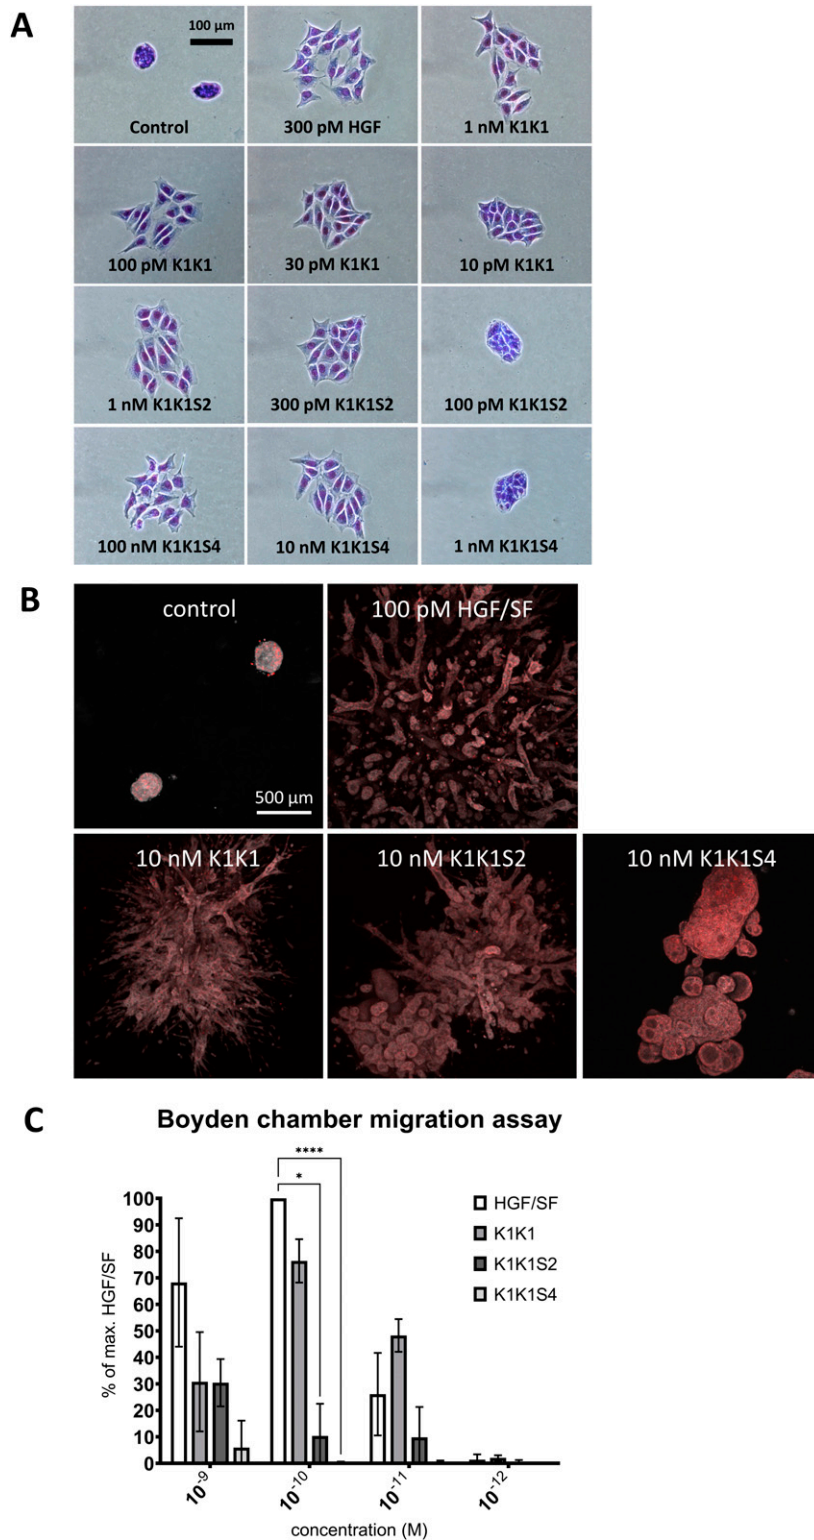 A
100 µm
Control
300 pM HGF
1 nM K1K1
100 pM K1K1
30 pM K1K1
10 pM K1K1
1 nM K1K1S2
300 pM K1K1S2
100 pM K1K1S2
100 nM K1K1S4
10 nM K1K1S4
1 nM K1K1S4
B
control
500 µm
100 pM HGF/SF
10 nM K1K1
10 nM K1K1S2
10 nM K1K1S4
C
Boyden chamber migration assay
% of max. HGF/SF
100
90
80
70
60
50
40
30
20
10
0
****
*
HGF/SF
K1K1
K1K1S2
K1K1S4
10⁻⁹
10⁻¹⁰
10⁻¹¹
10⁻¹²
concentration (M)